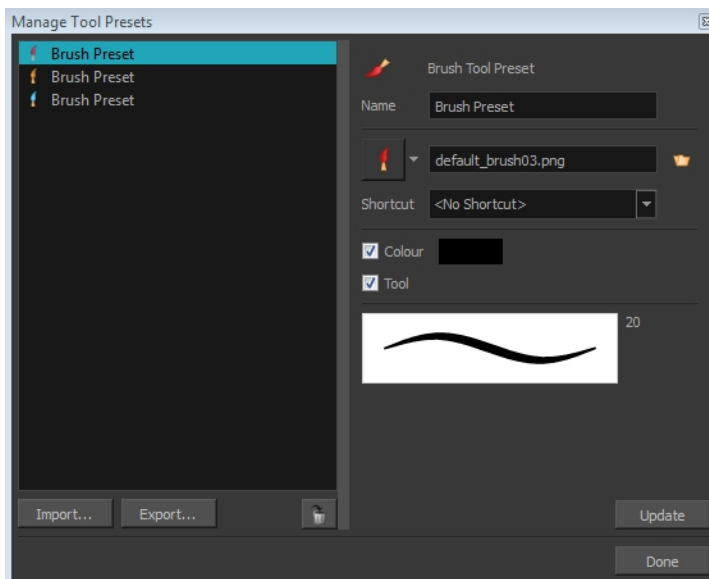 Manage Tool Presets
Brush Preset
Brush Preset
Brush Preset
Import...
Export...
Brush Tool Preset
Name
Brush Preset
default_brush03.png
Shortcut
<No Shortcut>
Colour
Tool
20
Update
Done